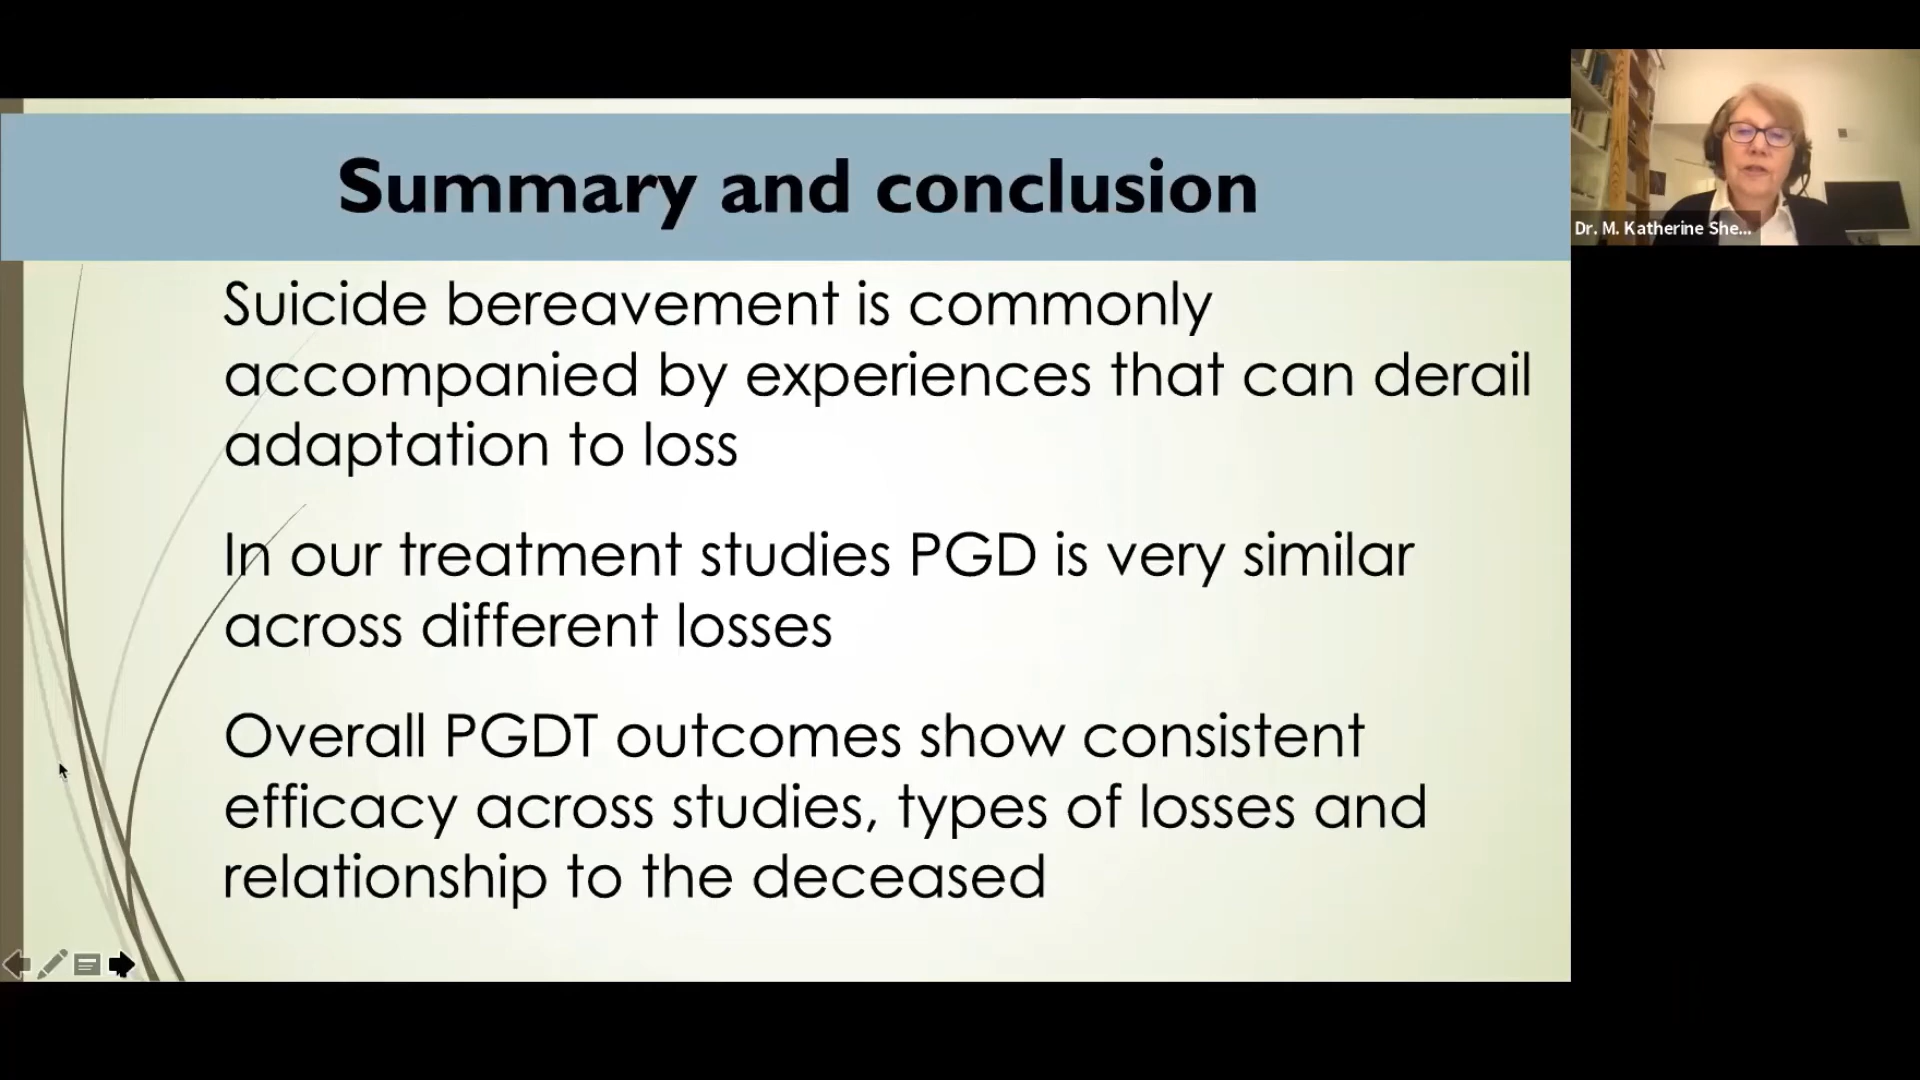 Summary and conclusion
Dr. M. Katherine She...
Suicide bereavement is commonly
accompanied by experiences that can derail
adaptation to loss
In our treatment studies PGD is very similar
across different losses
Overall PGDT outcomes show consistent
efficacy across studies, types of losses and
relationship to the deceased